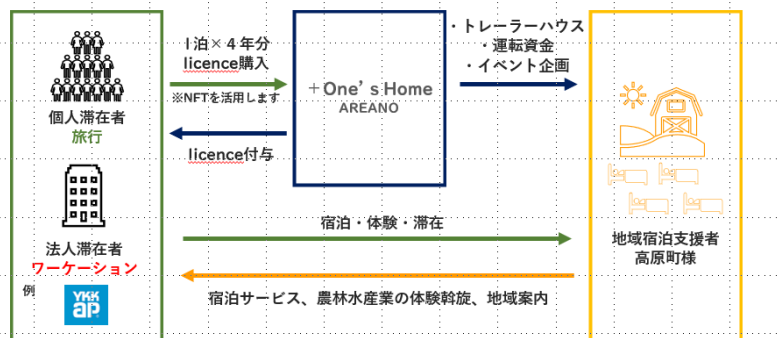 個人滞在者
旅行
法人滞在者
ワーケーション
例
YKK
ap
1泊×４年分
licence購入
※NFTを活用します
licence付与
＋One’s Home
AREANO
・トレーラーハウス
・運転資金
・イベント企画
宿泊・体験・滞在
宿泊サービス、農林水産業の体験斡旋、地域案内
地域宿泊支援者
高原町様